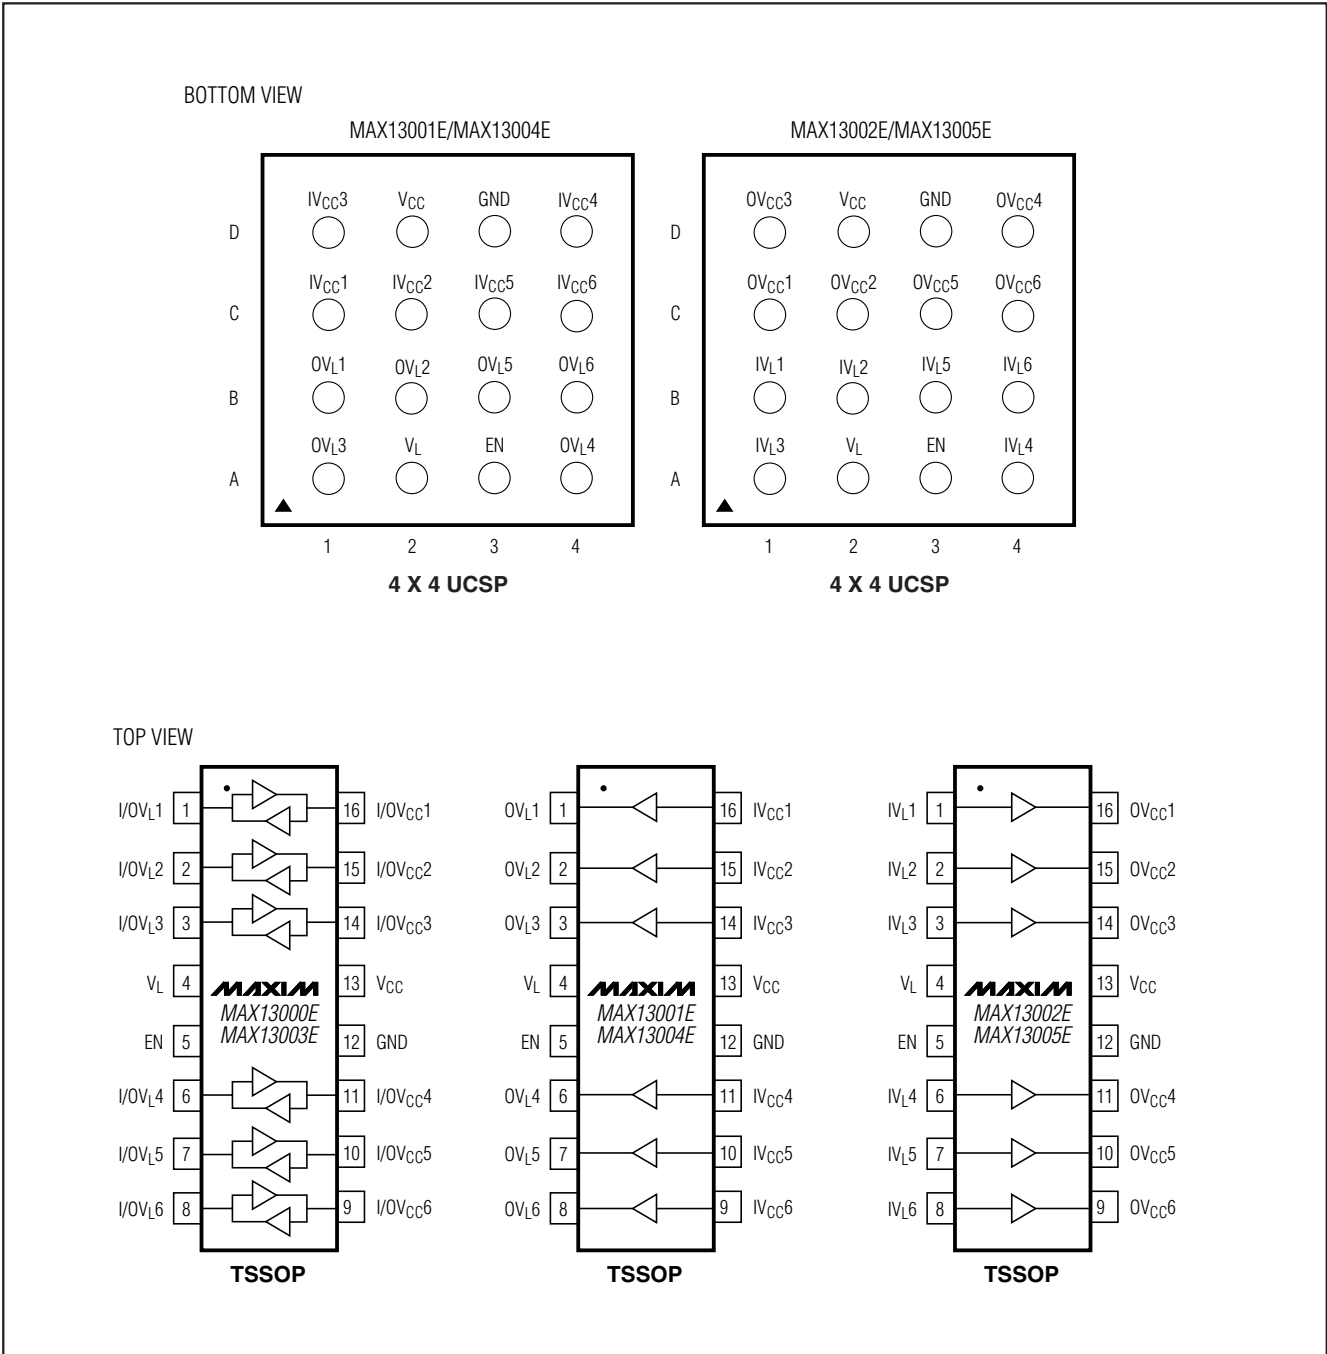 BOTTOM VIEW
MAX13001E/MAX13004E
IVCC3 VCC GND IVCC4
D
IVCC1 IVCC2 IVCC5 IVCC6
C
OVL1 OVL2 OVL5 OVL6
B
OVL3 VL EN OVL4
A
1 2 3 4
4 X 4 UCSP
MAX13002E/MAX13005E
OVCC3 VCC GND OVCC4
D
OVCC1 OVCC2 OVCC5 OVCC6
C
IVL1 IVL2 IVL5 IVL6
B
IVL3 VL EN IVL4
A
1 2 3 4
4 X 4 UCSP
TOP VIEW
I/OVL1 1 16 I/OVCC1
I/OVL2 2 15 I/OVCC2
I/OVL3 3 14 I/OVCC3
VL 4 MAXIM 13 VCC
MAX13000E
EN 5 MAX13003E 12 GND
I/OVL4 6 11 I/OVCC4
I/OVL5 7 10 I/OVCC5
I/OVL6 8 9 I/OVCC6
TSSOP
OVL1 1 16 IVCC1
OVL2 2 15 IVCC2
OVL3 3 14 IVCC3
VL 4 MAXIM 13 VCC
MAX13001E
EN 5 MAX13004E 12 GND
OVL4 6 11 IVCC4
OVL5 7 10 IVCC5
OVL6 8 9 IVCC6
TSSOP
IVL1 1 16 OVCC1
IVL2 2 15 OVCC2
IVL3 3 14 OVCC3
VL 4 MAXIM 13 VCC
MAX13002E
EN 5 MAX13005E 12 GND
IVL4 6 11 OVCC4
IVL5 7 10 OVCC5
IVL6 8 9 OVCC6
TSSOP